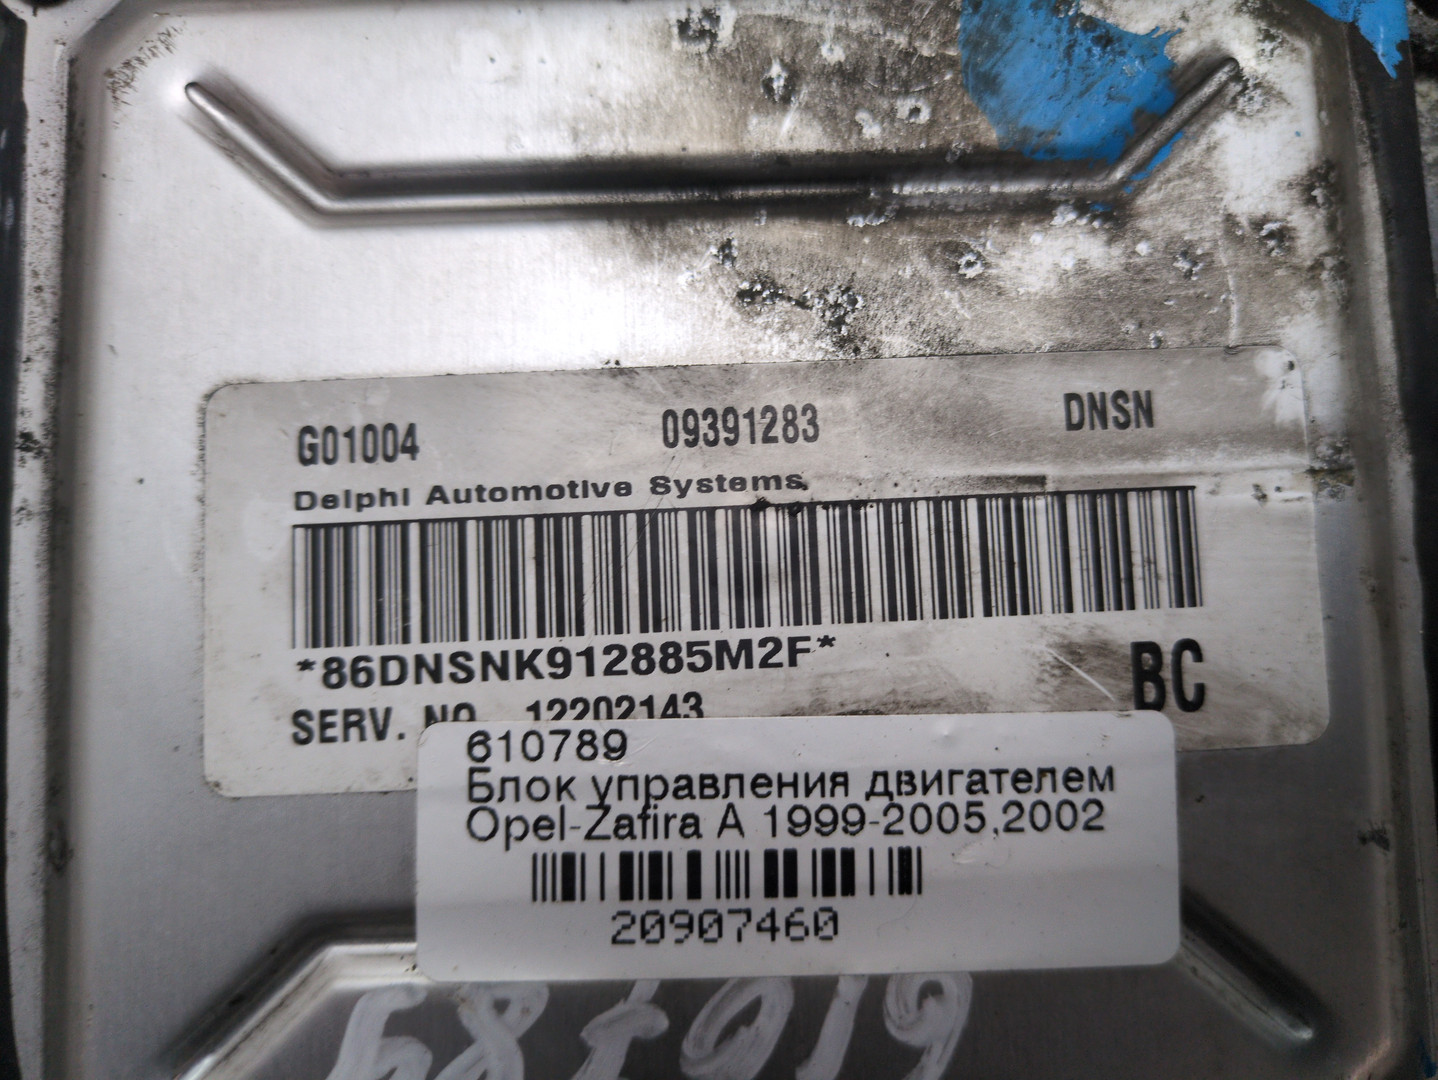 G01004 09391283 DNSN
Delphi Automotive Systems
*86DNSNK912885M2F*
BC
SERV. NO 12202143
610789
Блок управления двигателем
Opel-Zafira A 1999-2005,2002
20907460
610789